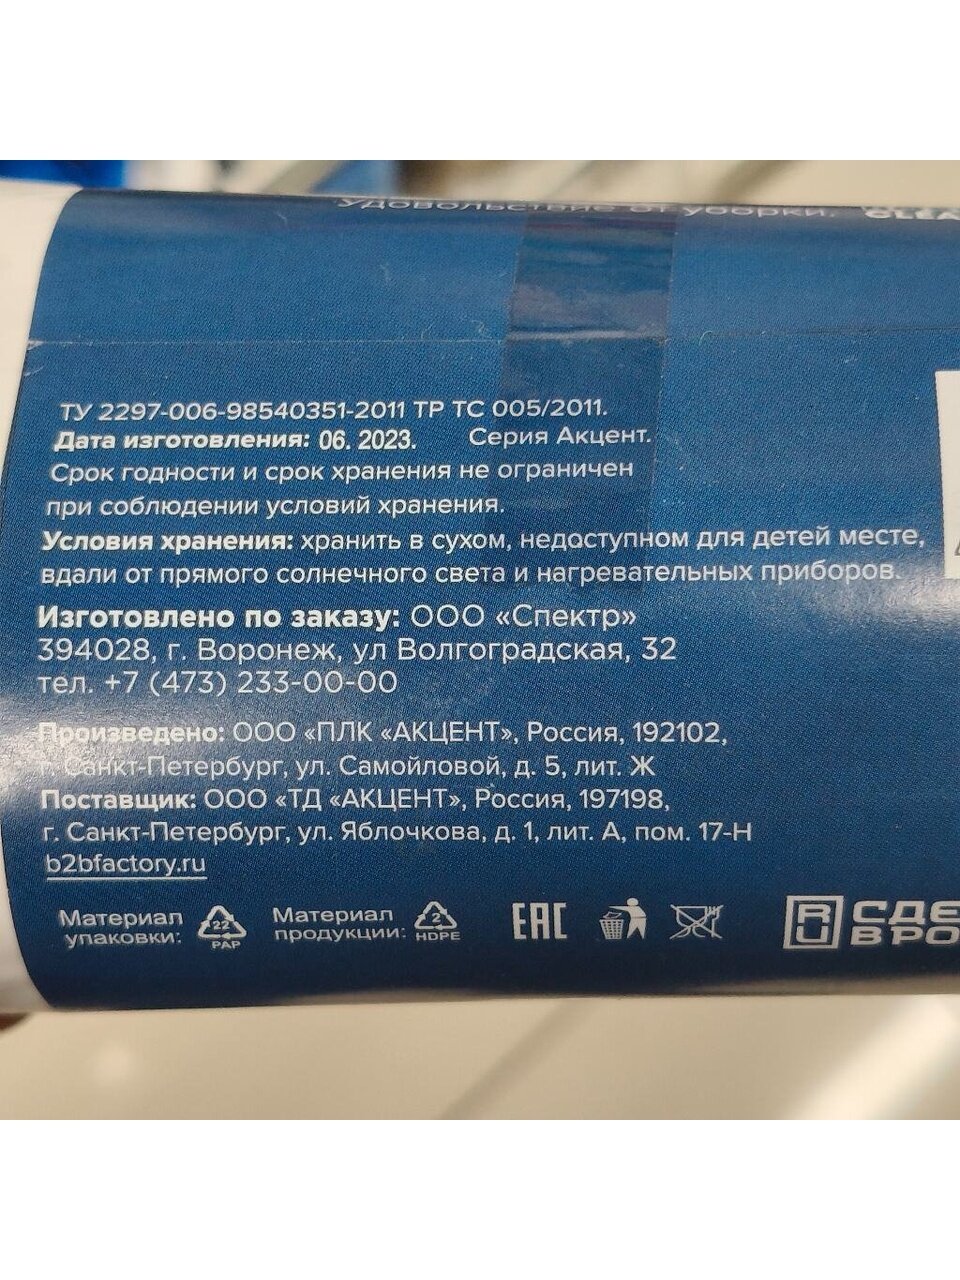 Удовольствие от уборки.
ТУ 2297-006-98540351-2011 ТР ТС 005/2011.
Дата изготовления: 06. 2023. Серия Акцент.
Срок годности и срок хранения не ограничен
при соблюдении условий хранения.
Условия хранения: хранить в сухом, недоступном для детей месте,
вдали от прямого солнечного света и нагревательных приборов.
Изготовлено по заказу: ООО «Спектр»
394028, г. Воронеж, ул Волгоградская, 32
тел. +7 (473) 233-00-00
Произведено: ООО «ПЛК «АКЦЕНТ», Россия, 192102,
г. Санкт-Петербург, ул. Самойловой, д. 5, лит. Ж
Поставщик: ООО «ТД «АКЦЕНТ», Россия, 197198,
г. Санкт-Петербург, ул. Яблочкова, д. 1, лит. А, пом. 17-Н
b2bfactory.ru
Материал
упаковки:
22
PAP
Материал
продукции:
2
HDPE
EAC
RU
СДЕ
В РО